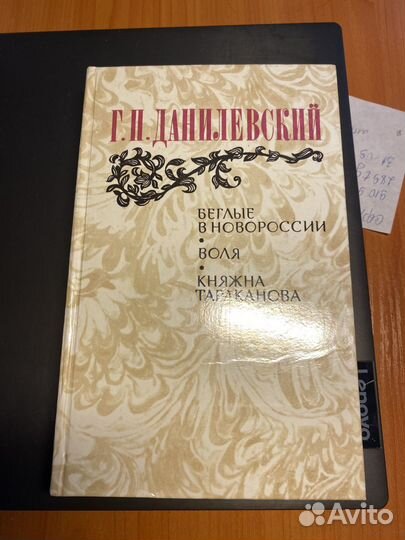 Г. П. ДАНИЛЕВСКИЙ
БЕГЛЫЕ
В НОВОРОССИИ
•
ВОЛЯ
•
КНЯЖНА
ТАРАКАНОВА
Lenovo
Avito